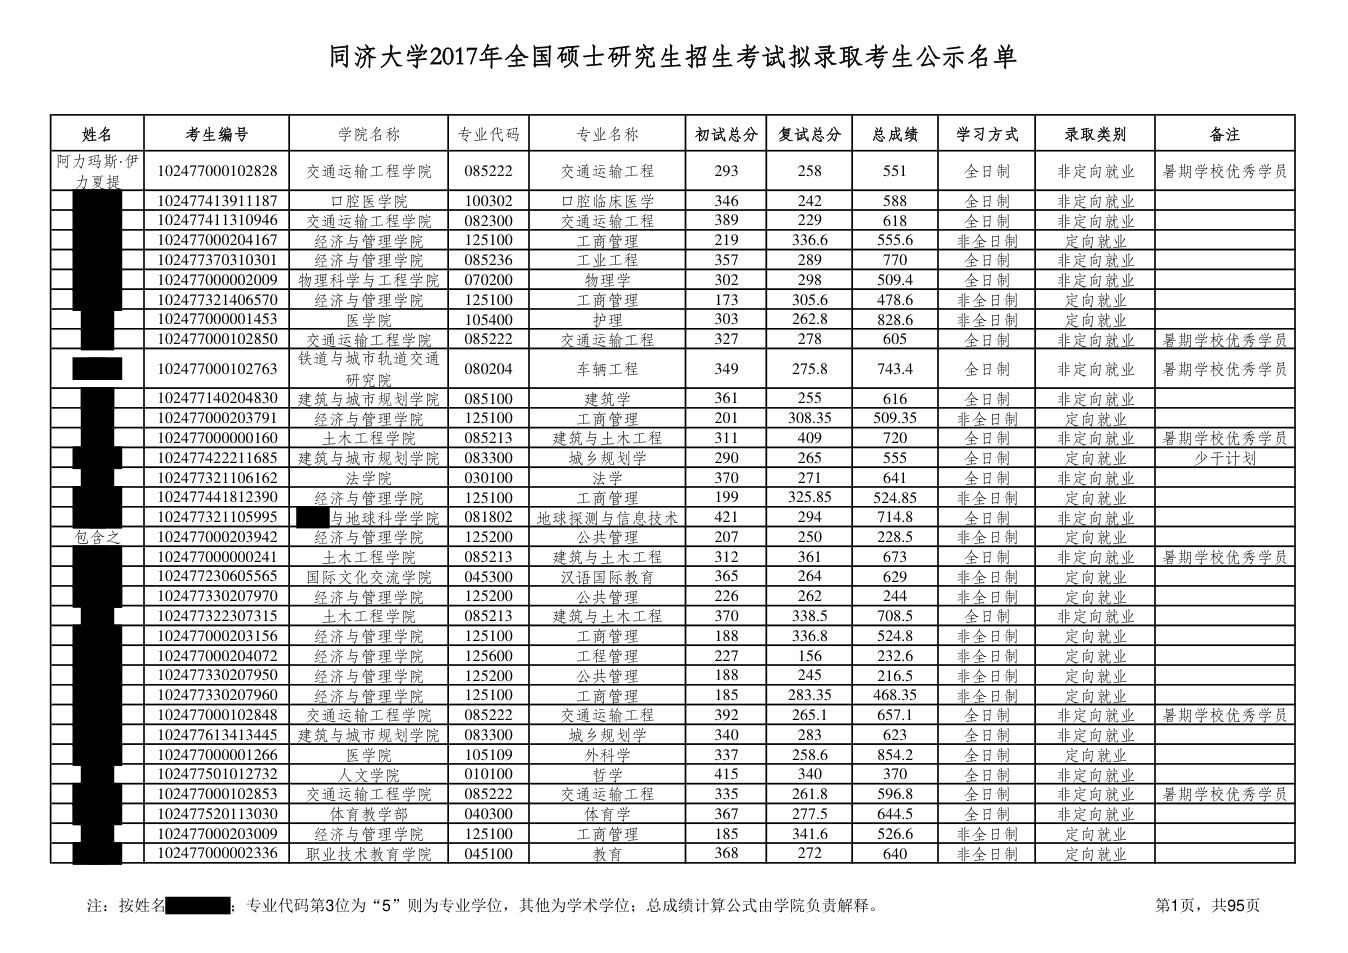 同济大学2017年全国硕士研究生招生考试拟录取考生公示名单
姓名 考生编号 学院名称 专业代码 专业名称 初试总分 复试总分 总成绩 学习方式 录取类别 备注
阿力玛斯·伊
力夏提 102477000102828 交通运输工程学院 085222 交通运输工程 293 258 551 全日制 非定向就业 暑期学校优秀学员
102477413911187 口腔医学院 100302 口腔临床医学 346 242 588 全日制 非定向就业
102477411310946 交通运输工程学院 082300 交通运输工程 389 229 618 全日制 非定向就业
102477000204167 经济与管理学院 125100 工商管理 219 336.6 555.6 非全日制 定向就业
102477370310301 经济与管理学院 085236 工业工程 357 289 770 全日制 非定向就业
102477000002009 物理科学与工程学院 070200 物理学 302 298 509.4 全日制 非定向就业
102477321406570 经济与管理学院 125100 工商管理 173 305.6 478.6 非全日制 定向就业
102477000001453 医学院 105400 护理 303 262.8 828.6 非全日制 定向就业
102477000102850 交通运输工程学院 085222 交通运输工程 327 278 605 全日制 非定向就业 暑期学校优秀学员
铁道与城市轨道交通
102477000102763 研究院 080204 车辆工程 349 275.8 743.4 全日制 非定向就业 暑期学校优秀学员
102477140204830 建筑与城市规划学院 085100 建筑学 361 255 616 全日制 非定向就业
102477000203791 经济与管理学院 125100 工商管理 201 308.35 509.35 非全日制 定向就业
102477000000160 土木工程学院 085213 建筑与土木工程 311 409 720 全日制 非定向就业 暑期学校优秀学员
102477422211685 建筑与城市规划学院 083300 城乡规划学 290 265 555 全日制 定向就业 少干计划
102477321106162 法学院 030100 法学 370 271 641 全日制 非定向就业
102477441812390 经济与管理学院 125100 工商管理 199 325.85 524.85 非全日制 定向就业
102477321105995 与地球科学学院 081802 地球探测与信息技术 421 294 714.8 全日制 非定向就业
包含之 102477000203942 经济与管理学院 125200 公共管理 207 250 228.5 非全日制 定向就业
102477000000241 土木工程学院 085213 建筑与土木工程 312 361 673 全日制 非定向就业 暑期学校优秀学员
102477230605565 国际文化交流学院 045300 汉语国际教育 365 264 629 非全日制 定向就业
102477330207970 经济与管理学院 125200 公共管理 226 262 244 非全日制 定向就业
102477322307315 土木工程学院 085213 建筑与土木工程 370 338.5 708.5 全日制 非定向就业
102477000203156 经济与管理学院 125100 工商管理 188 336.8 524.8 非全日制 定向就业
102477000204072 经济与管理学院 125600 工程管理 227 156 232.6 非全日制 定向就业
102477330207950 经济与管理学院 125200 公共管理 188 245 216.5 非全日制 定向就业
102477330207960 经济与管理学院 125100 工商管理 185 283.35 468.35 非全日制 定向就业
102477000102848 交通运输工程学院 085222 交通运输工程 392 265.1 657.1 全日制 非定向就业 暑期学校优秀学员
102477613413445 建筑与城市规划学院 083300 城乡规划学 340 283 623 全日制 非定向就业
102477000001266 医学院 105109 外科学 337 258.6 854.2 全日制 定向就业
102477501012732 人文学院 010100 哲学 415 340 370 全日制 非定向就业
102477000102853 交通运输工程学院 085222 交通运输工程 335 261.8 596.8 全日制 非定向就业 暑期学校优秀学员
102477520113030 体育教学部 040300 体育学 367 277.5 644.5 全日制 非定向就业
102477000203009 经济与管理学院 125100 工商管理 185 341.6 526.6 非全日制 定向就业
102477000002336 职业技术教育学院 045100 教育 368 272 640 非全日制 定向就业
注：按姓名 ；专业代码第3位为“5”则为专业学位，其他为学术学位；总成绩计算公式由学院负责解释。 第1页，共95页